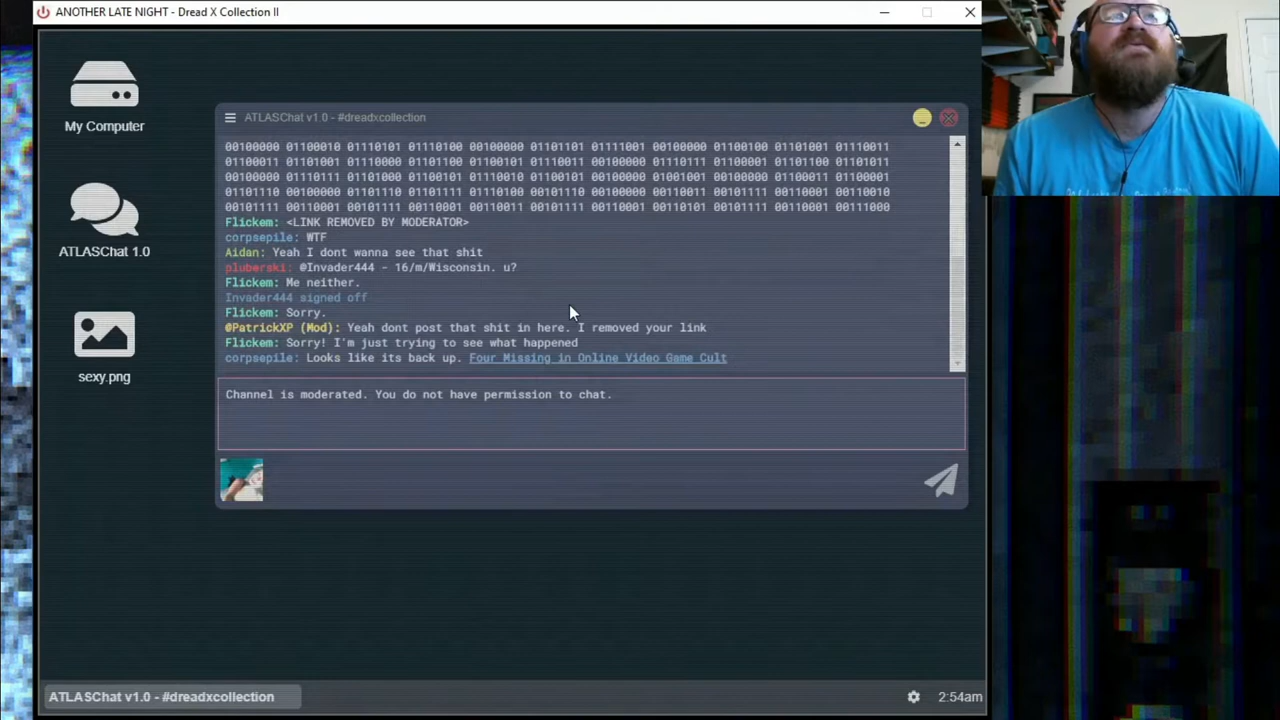 ANOTHER LATE NIGHT - Dread X Collection II
My Computer
ATLASChat 1.0
sexy.png
ATLASChat v1.0 - #dreadxcollection
00100000 01100010 01110101 01110100 00100000 01101101 01111001 00100000 01100100 01101001 01110011
01100011 01101001 01110000 01101100 01100101 01110011 00100000 01110111 01100001 01101100 01101011
00100000 01110111 01101000 01100101 01110010 01100101 00100000 01001001 00100000 01100011 01100001
01101110 00100000 01101110 01101111 01110100 00101110 00100000 00110011 00101111 00110001 00110010
00101111 00110001 00110011 00101111 00110001 00110101 00101111 00110001 00111000
Flickem: <LINK REMOVED BY MODERATOR>
corpsepile: WTF
Aidan: Yeah I dont wanna see that shit
pluberski: @Invader444 - 16/m/Wisconsin. u?
Flickem: Me neither.
Invader444 signed off
Flickem: Sorry.
@PatrickXP (Mod): Yeah dont post that shit in here. I removed your link
Flickem: Sorry! I'm just trying to see what happened
corpsepile: Looks like its back up. Four Missing in Online Video Game Cult
Channel is moderated. You do not have permission to chat.
ATLASChat v1.0 - #dreadxcollection
2:54am